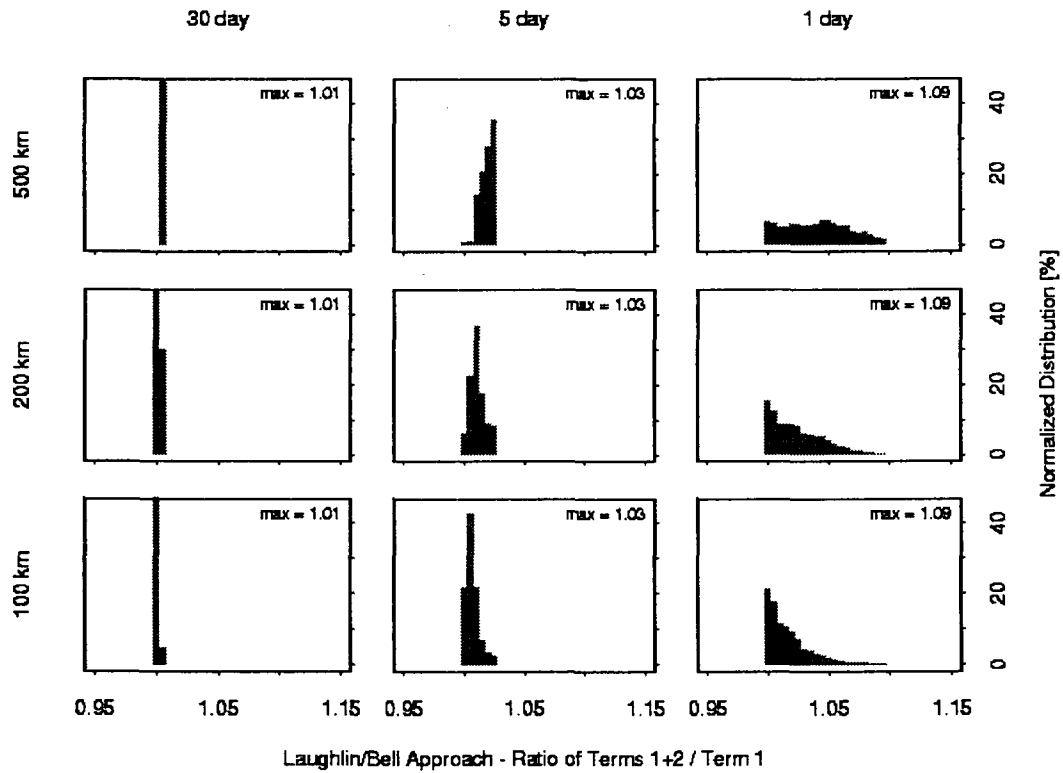 30 day 5 day 1 day
500 km
max = 1.01
max = 1.03
max = 1.09
0 20 40
200 km
max = 1.01
max = 1.03
max = 1.09
0 20 40
100 km
max = 1.01
max = 1.03
max = 1.09
0 20 40
Normalized Distribution [%]
0.95 1.05 1.15 0.95 1.05 1.15 0.95 1.05 1.15
Laughlin/Bell Approach - Ratio of Terms 1+2 / Term 1